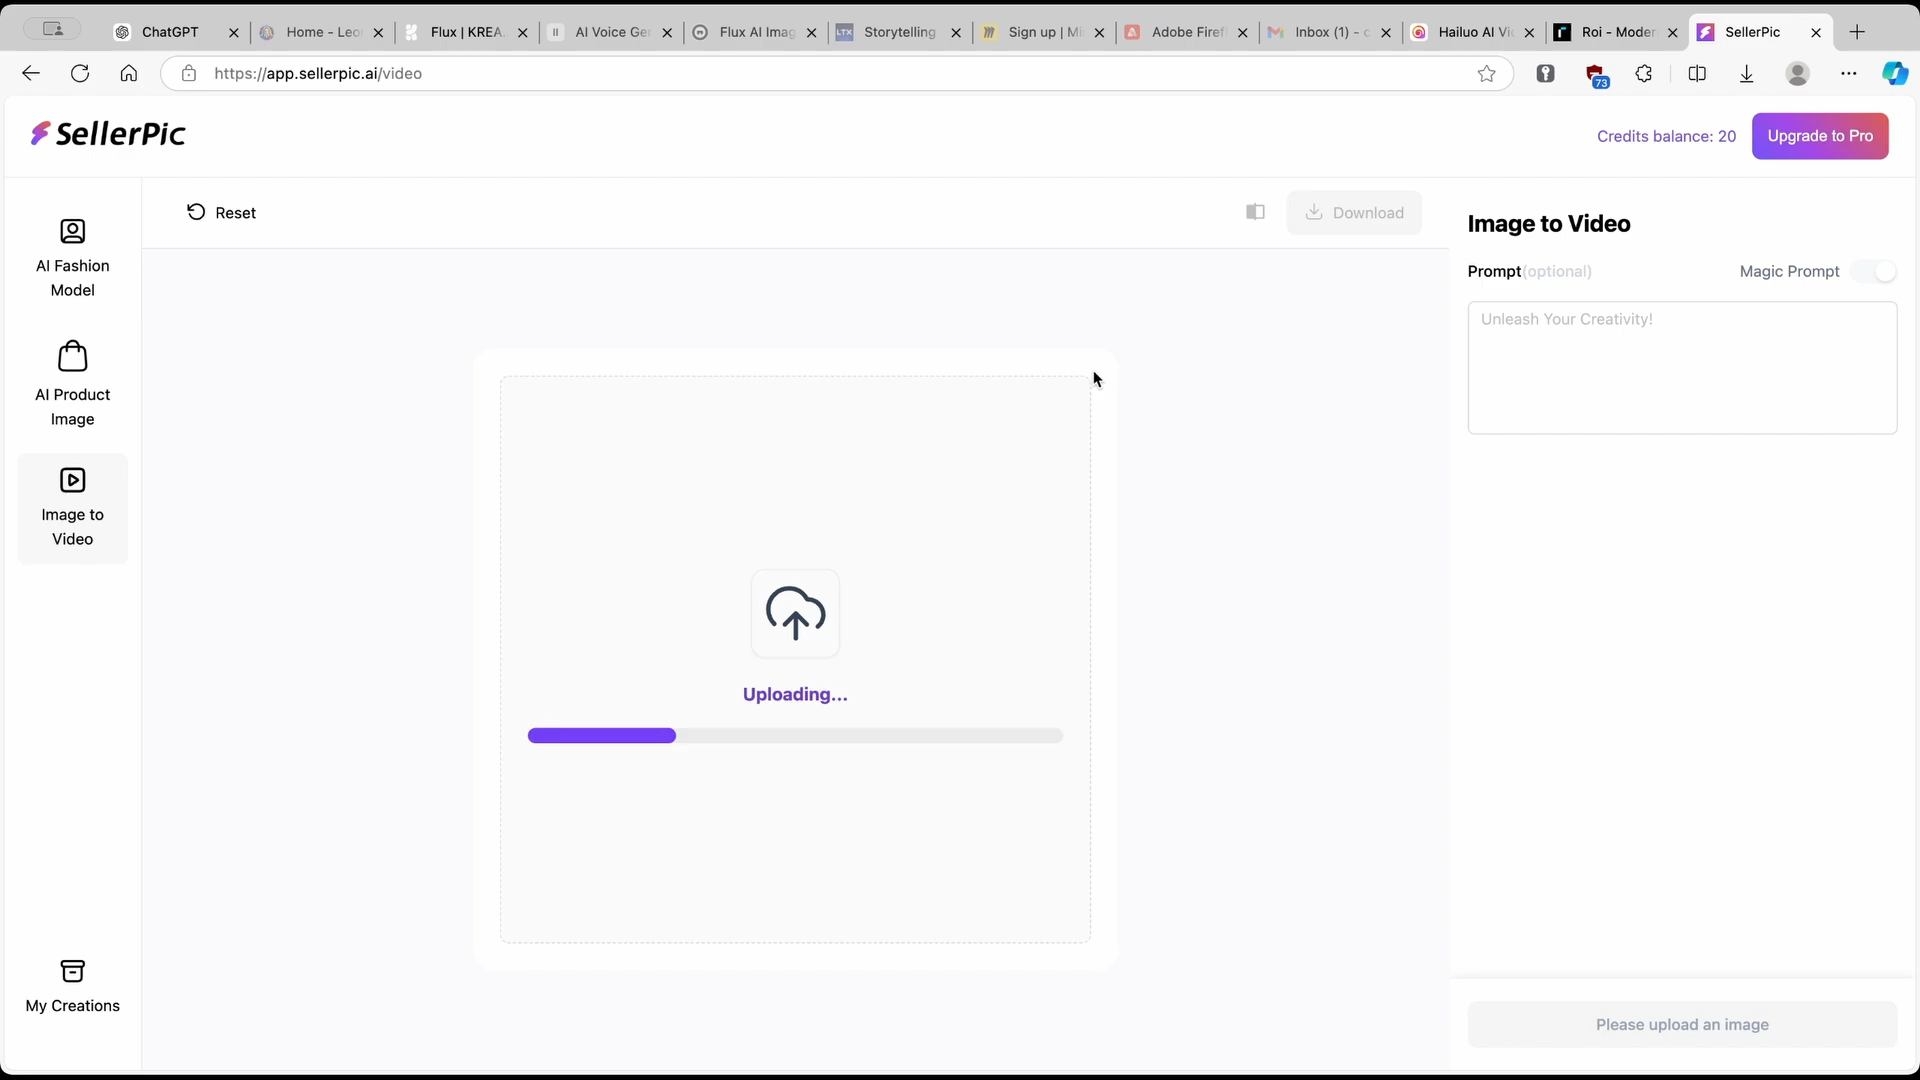 ChatGPT
Home - Leo
Flux | KREA
AI Voice Ge
Flux AI Imag
LTX
Storytelling
Sign up | Mi
Adobe Firef
Inbox (1) - c
Hailuo AI Vi
Roi - Moder
SellerPic
https://app.sellerpic.ai/video
73
SellerPic
Credits balance: 20
Upgrade to Pro
Reset
Download
AI Fashion
Model
AI Product
Image
Image to
Video
My Creations
Uploading...
Image to Video
Prompt(optional)
Magic Prompt
Unleash Your Creativity!
Please upload an image